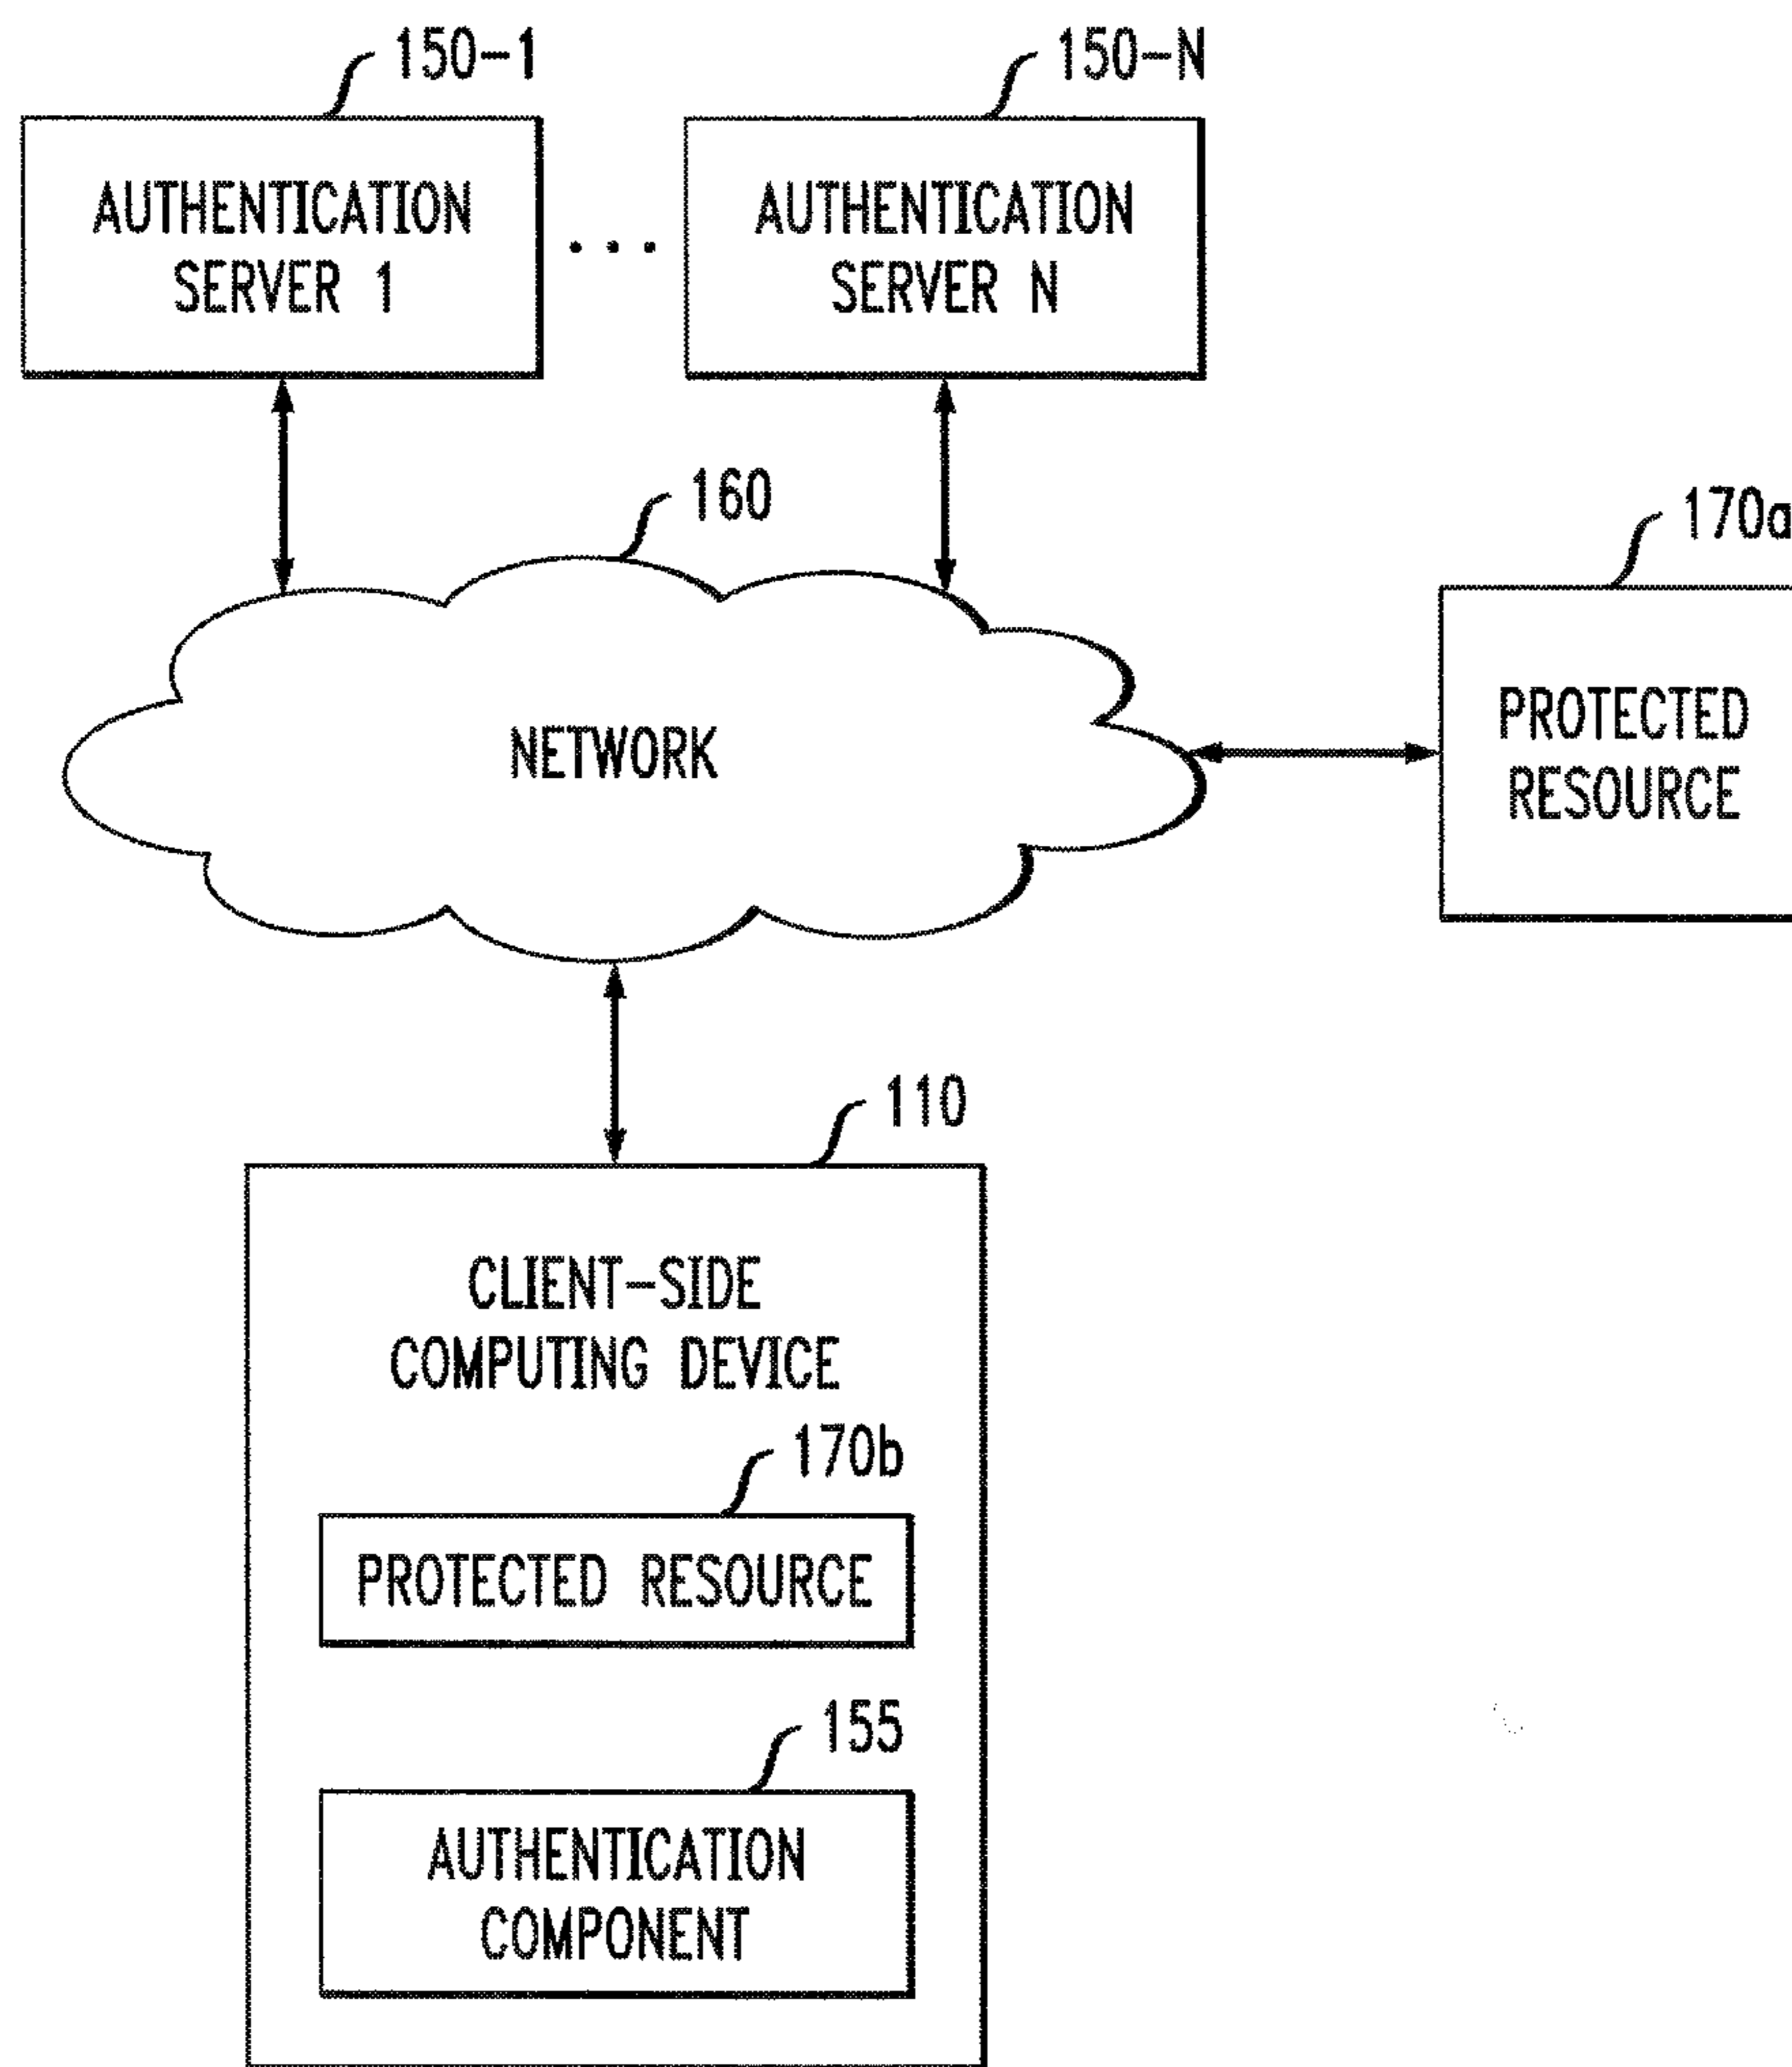 150-1
150-N
AUTHENTICATION
SERVER 1
...
AUTHENTICATION
SERVER N
160
170a
NETWORK
PROTECTED
RESOURCE
110
CLIENT-SIDE
COMPUTING DEVICE
170b
PROTECTED RESOURCE
155
AUTHENTICATION
COMPONENT